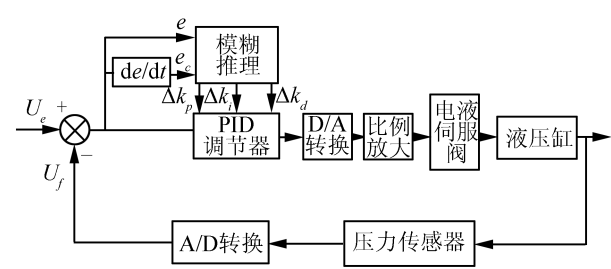 e
模糊
推理
de/dt
e_c
Δk_p
Δk_i
Δk_d
U_e
+
−
U_f
PID
调节器
D/A
转换
比例
放大
电液
伺服
阀
液压缸
A/D转换
压力传感器